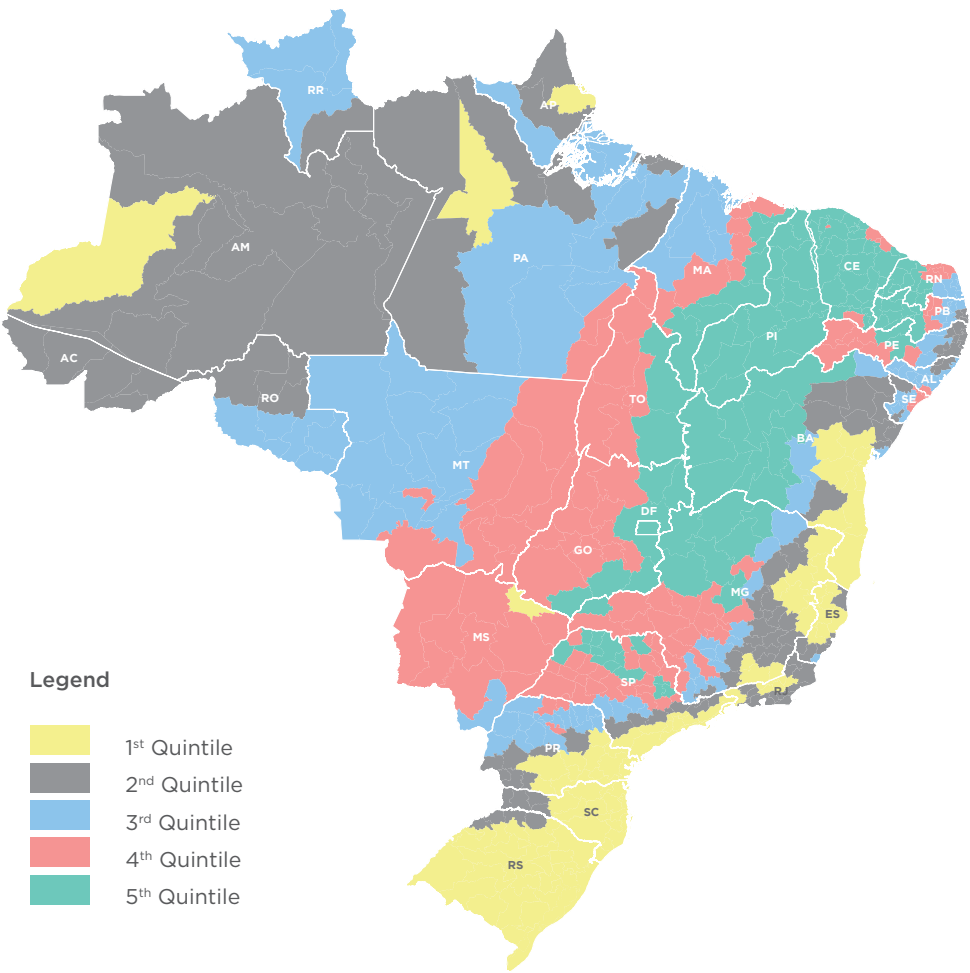 RR
AP
AM
PA
MA
CE
RN
PB
PI
PE
AC
AL
RO
TO
SE
BA
MT
DF
GO
MG
ES
MS
SP
RJ
PR
SC
RS
Legend
1st Quintile
2nd Quintile
3rd Quintile
4th Quintile
5th Quintile